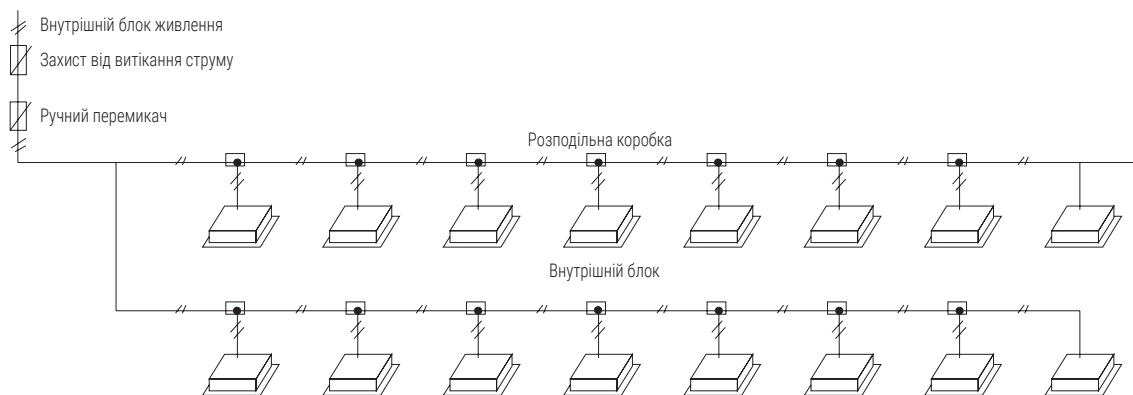 Внутрішній блок живлення
Захист від витікання струму
Ручний перемикач
Розподільна коробка
Внутрішній блок